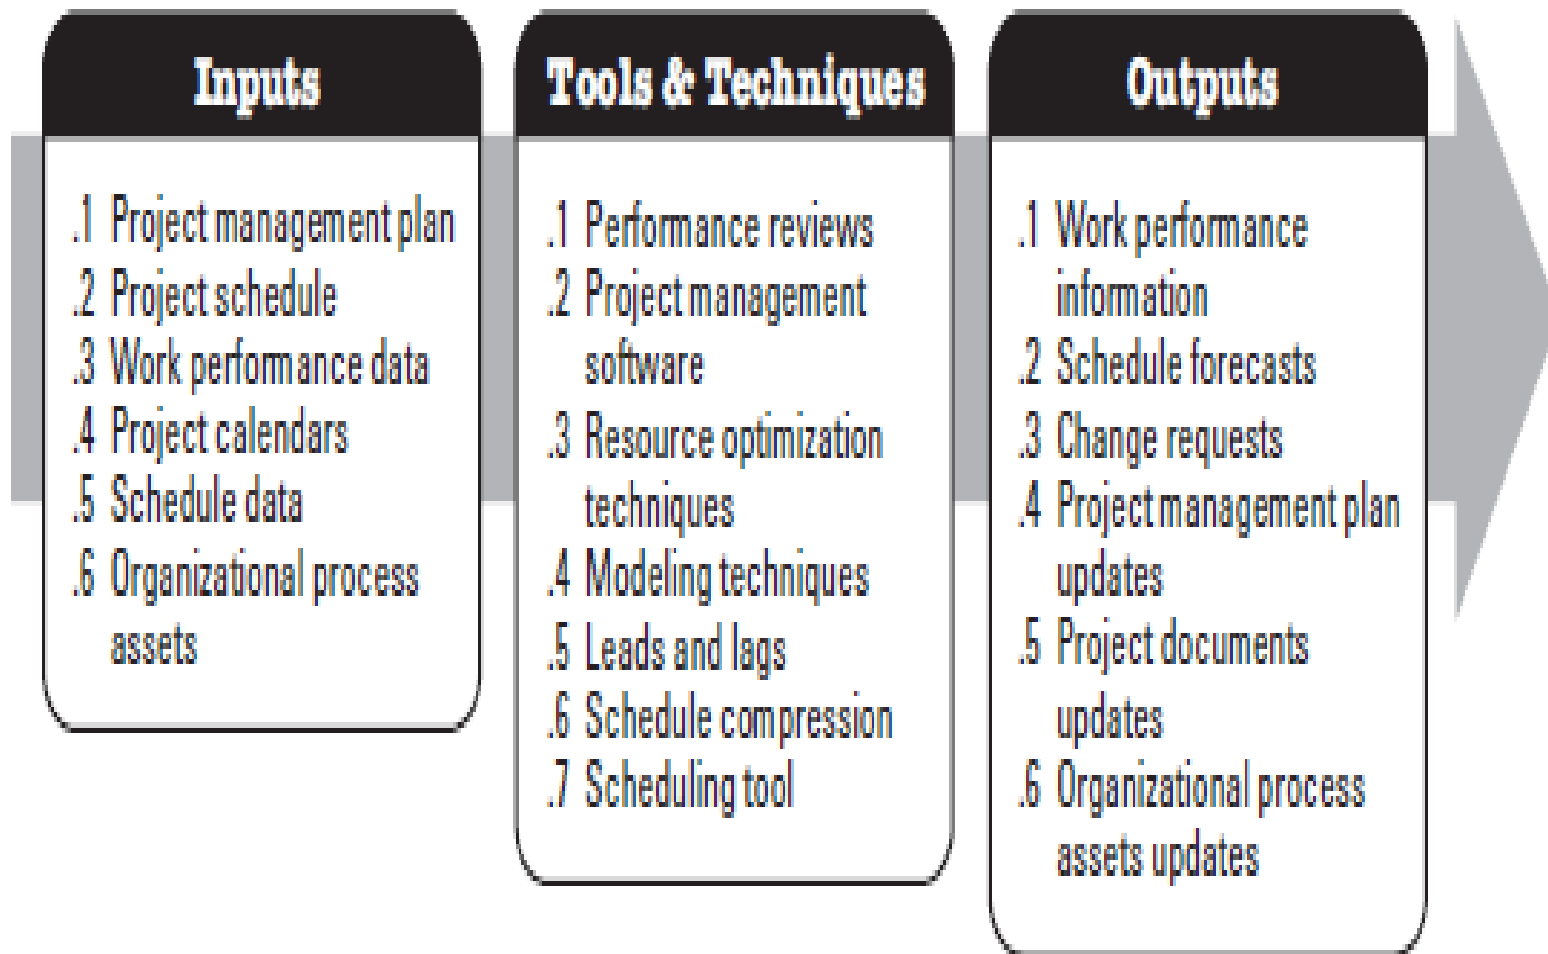 Inputs
.1 Project management plan
.2 Project schedule
.3 Work performance data
.4 Project calendars
.5 Schedule data
.6 Organizational process
assets
Tools & Techniques
.1 Performance reviews
.2 Project management
software
.3 Resource optimization
techniques
.4 Modeling techniques
.5 Leads and lags
.6 Schedule compression
.7 Scheduling tool
Outputs
.1 Work performance
information
.2 Schedule forecasts
.3 Change requests
.4 Project management plan
updates
.5 Project documents
updates
.6 Organizational process
assets updates